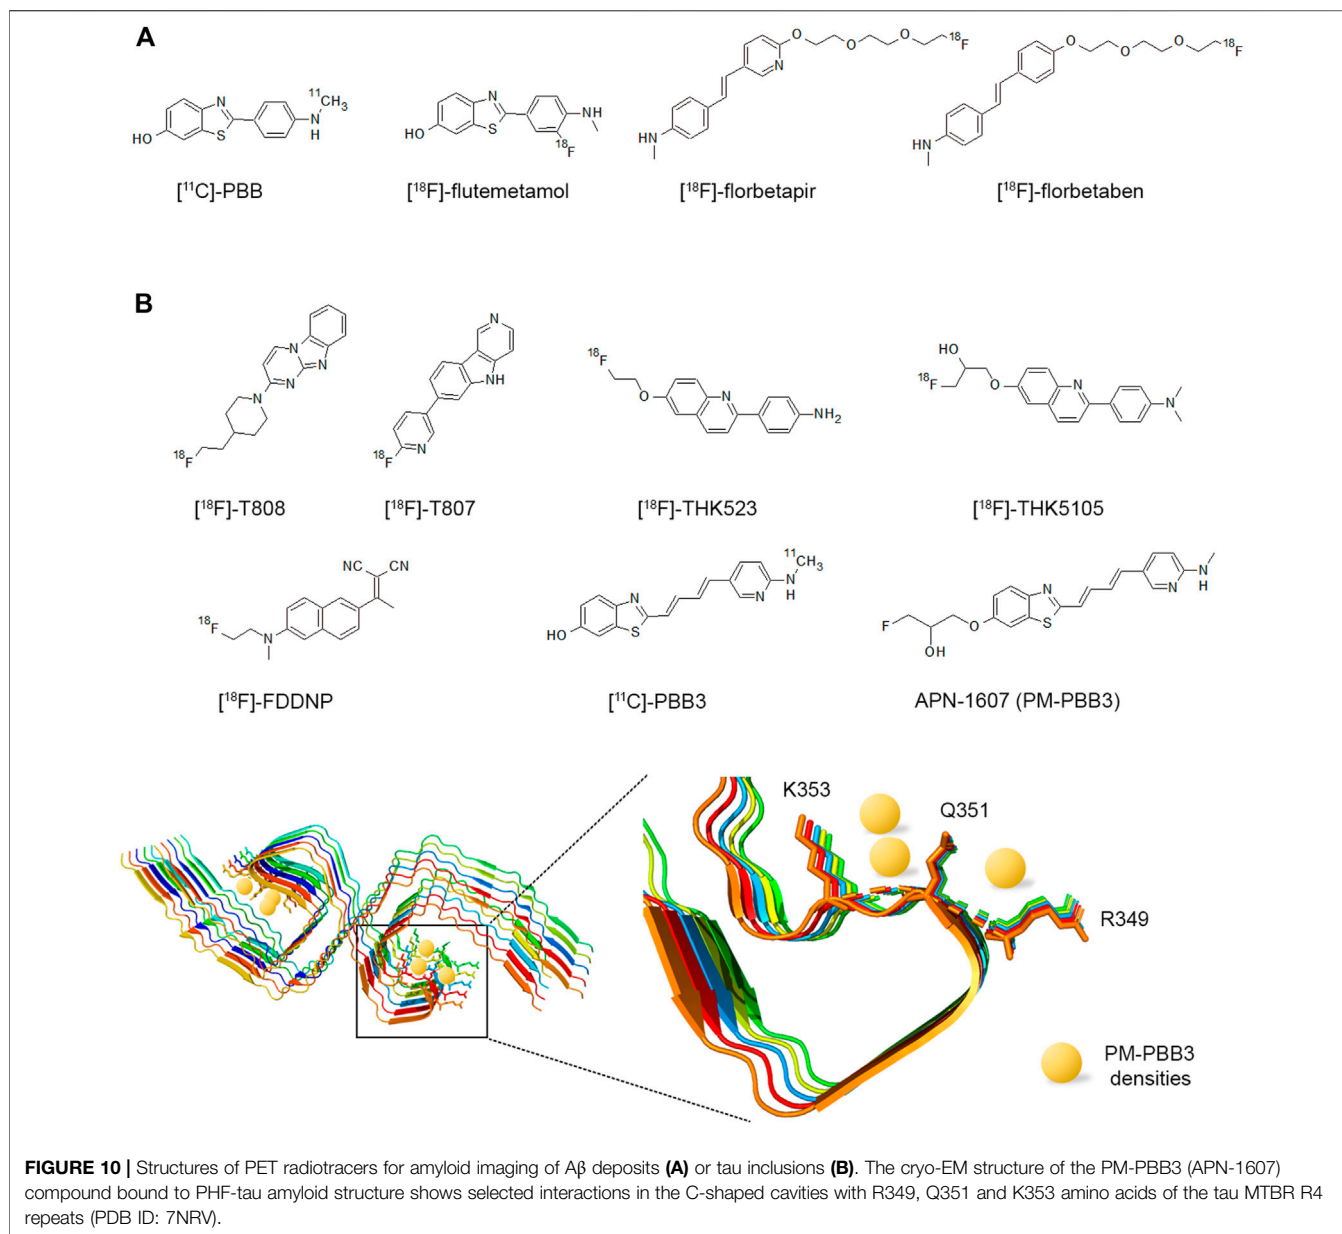 A
N
S
HO
¹¹CH₃
N
H
[¹¹C]-PBB
N
S
HO
NH
¹⁸F
[¹⁸F]-flutemetamol
O
O
O
¹⁸F
N
HN
[¹⁸F]-florbetapir
O
O
O
¹⁸F
HN
[¹⁸F]-florbetaben
B
N
N
N
N
¹⁸F
[¹⁸F]-T808
N
NH
N
¹⁸F
[¹⁸F]-T807
¹⁸F
O
N
NH₂
[¹⁸F]-THK523
HO
¹⁸F
O
N
N
[¹⁸F]-THK5105
NC
CN
¹⁸F
N
[¹⁸F]-FDDNP
¹¹CH₃
N
N
H
N
S
HO
[¹¹C]-PBB3
N
N
H
N
S
F
O
OH
APN-1607 (PM-PBB3)
K353
Q351
R349
PM-PBB3
densities
FIGURE 10 | Structures of PET radiotracers for amyloid imaging of Aβ deposits (A) or tau inclusions (B). The cryo-EM structure of the PM-PBB3 (APN-1607)
compound bound to PHF-tau amyloid structure shows selected interactions in the C-shaped cavities with R349, Q351 and K353 amino acids of the tau MTBR R4
repeats (PDB ID: 7NRV).